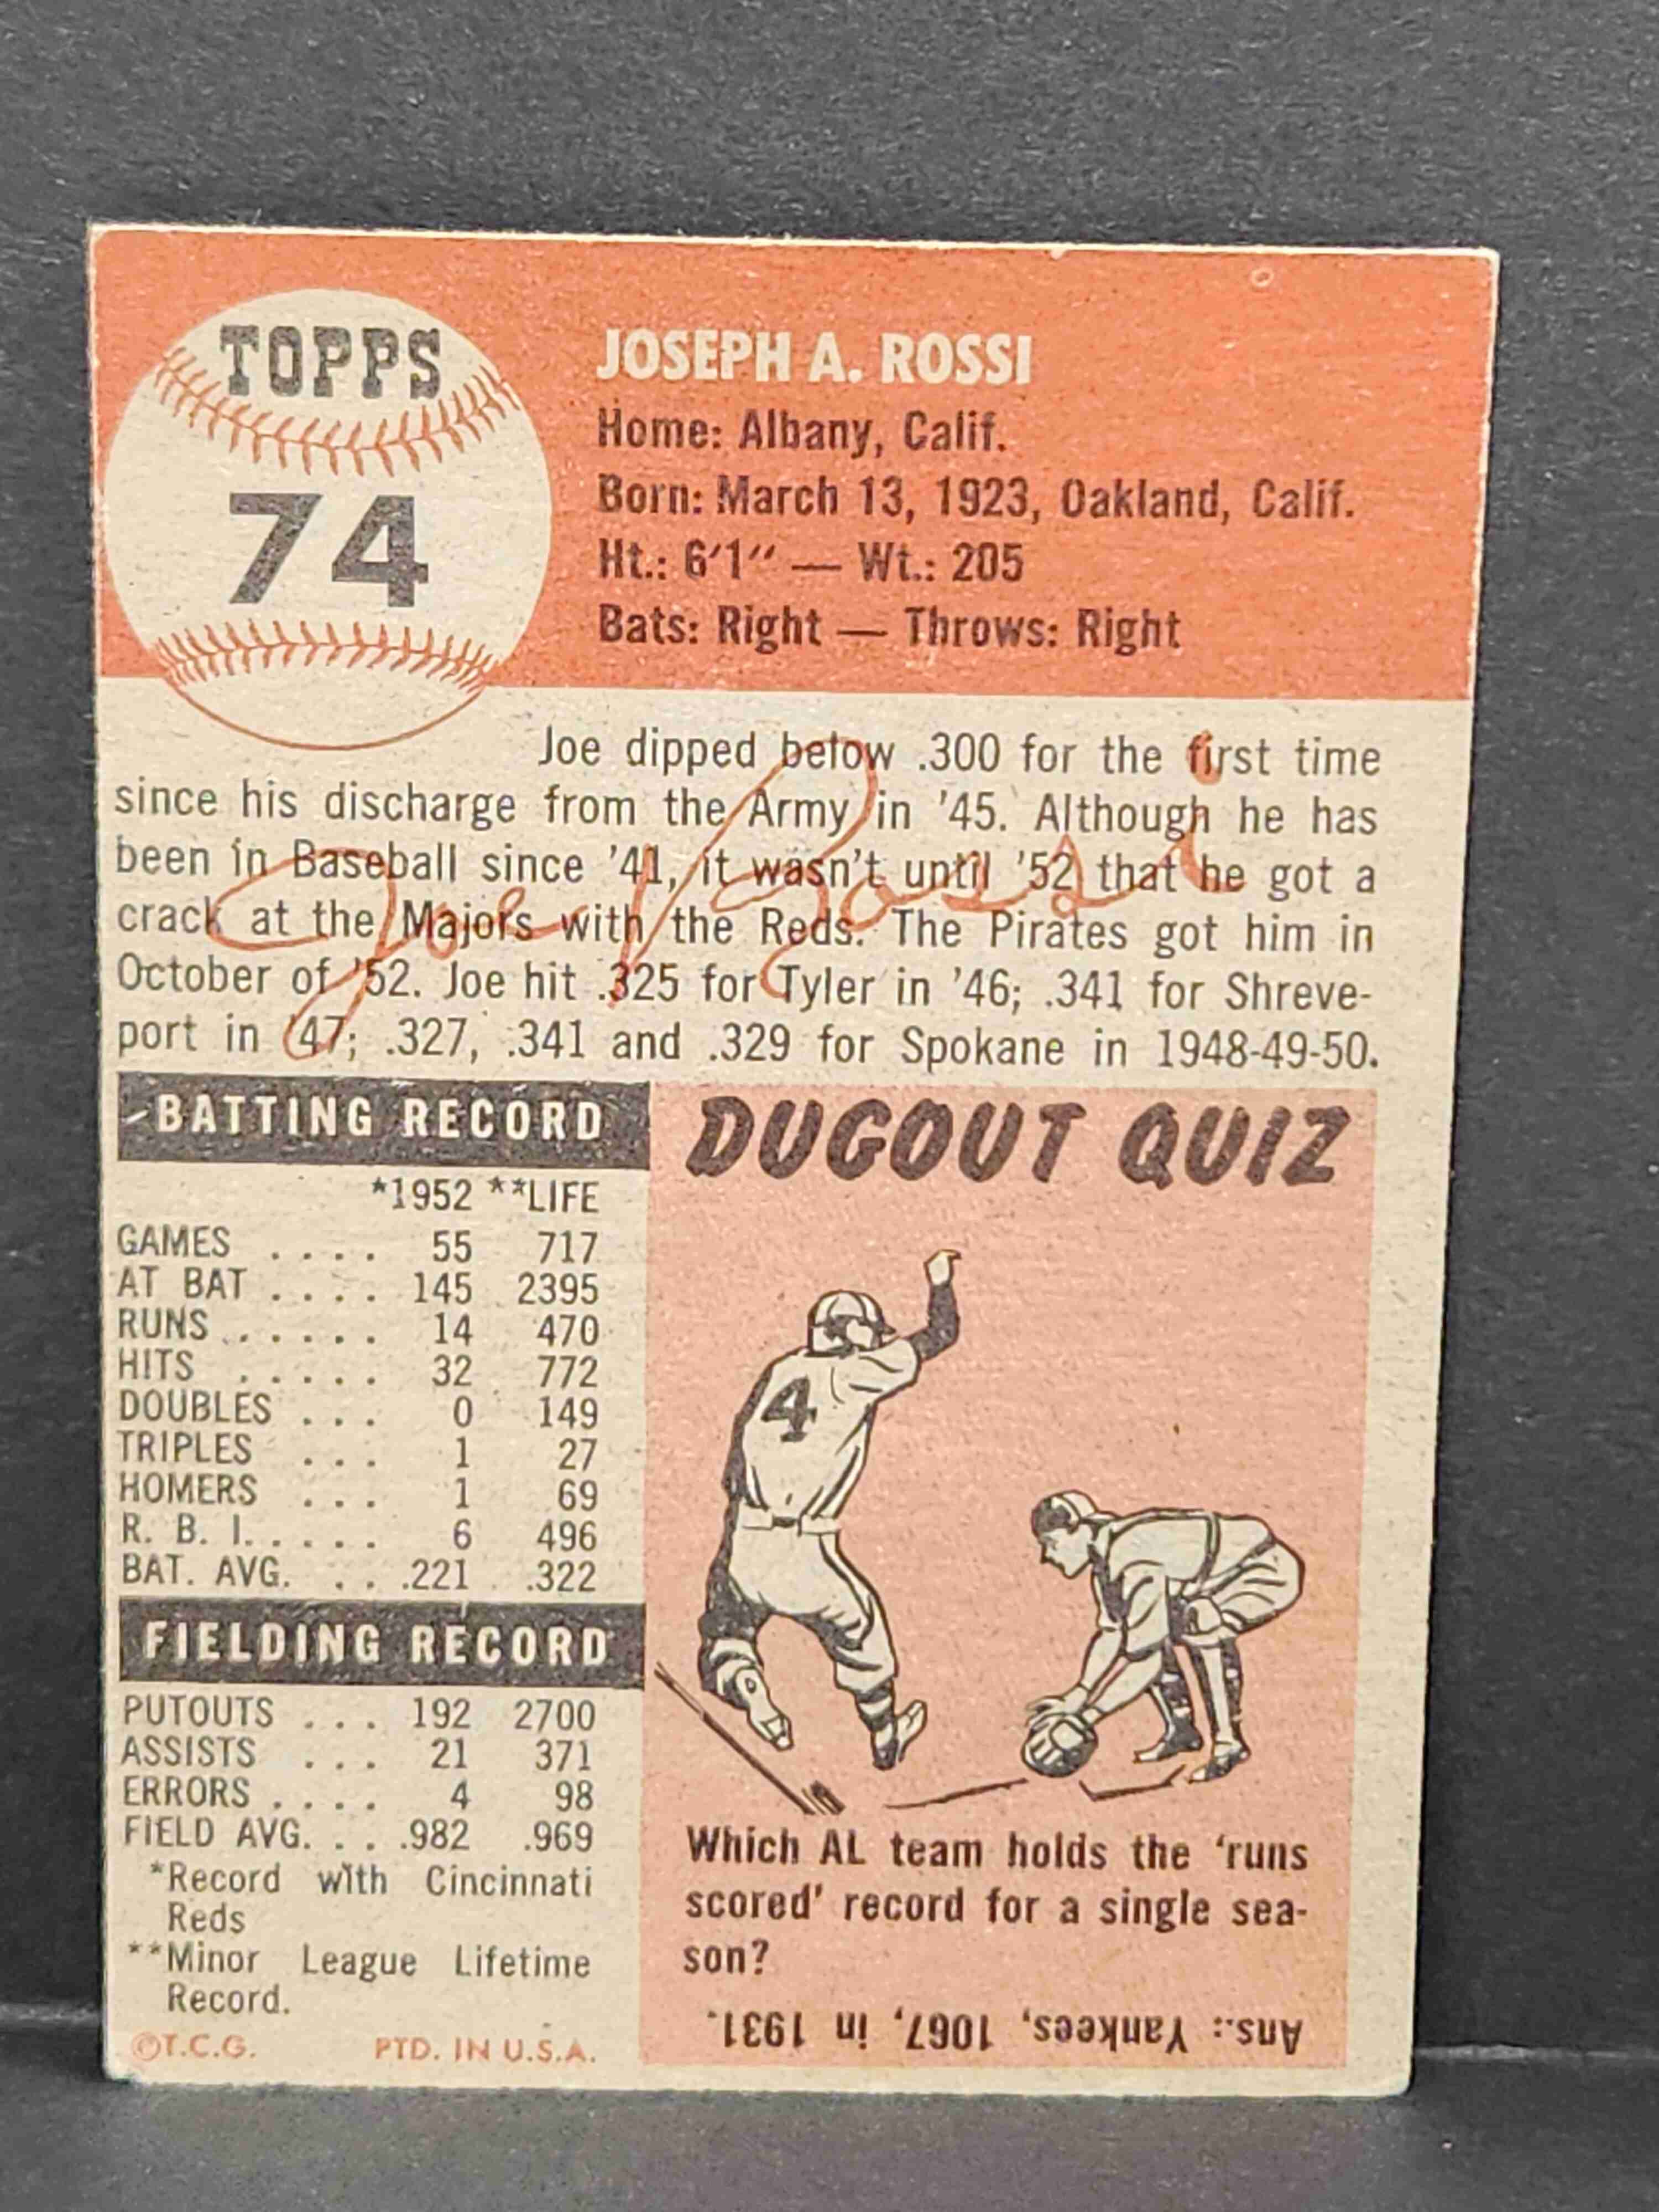 TOPPS
74
JOSEPH A. ROSSI
Home: Albany, Calif.
Born: March 13, 1923, Oakland, Calif.
Ht.: 6'1" — Wt.: 205
Bats: Right — Throws: Right
Joe dipped below .300 for the first time
since his discharge from the Army in '45. Although he has
been in Baseball since '41, it wasn't until '52 that he got a
crack at the Majors with the Reds. The Pirates got him in
October of '52. Joe hit .325 for Tyler in '46; .341 for Shreve-
port in '47; .327, .341 and .329 for Spokane in 1948-49-50.
Joe Rossi
BATTING RECORD
*1952 **LIFE
GAMES .... 55 717
AT BAT .... 145 2395
RUNS ...... 14 470
HITS ..... 32 772
DOUBLES ... 0 149
TRIPLES ... 1 27
HOMERS ... 1 69
R. B. I. .... 6 496
BAT. AVG. ... .221 .322
FIELDING RECORD
PUTOUTS ... 192 2700
ASSISTS ... 21 371
ERRORS .... 4 98
FIELD AVG. ... .982 .969
*Record with Cincinnati
Reds
**Minor League Lifetime
Record.
©T.C.G. PTD. IN U.S.A.
DUGOUT QUIZ
4
Which AL team holds the 'runs
scored' record for a single sea-
son?
Ans.: Yankees, 1067, in 1931.